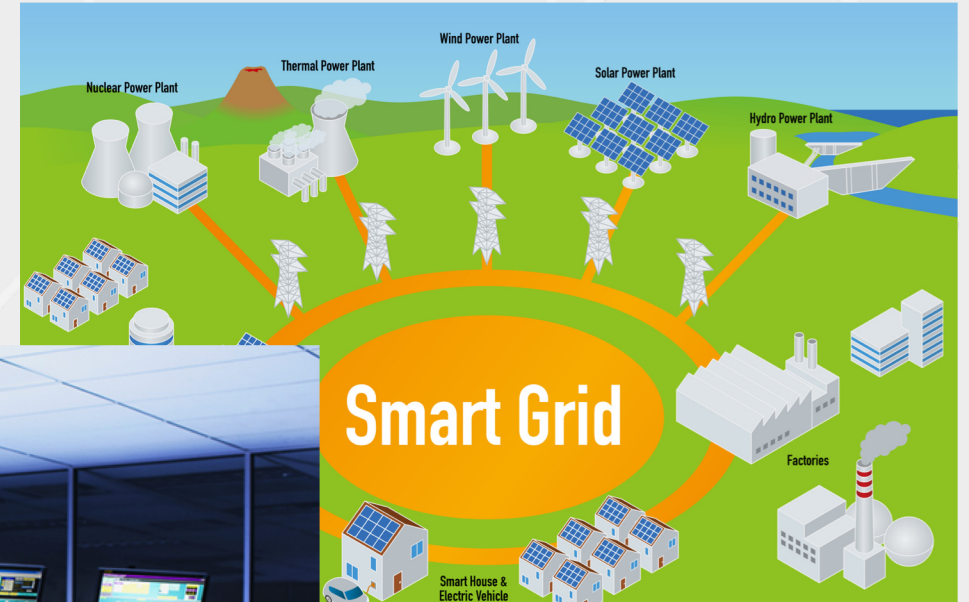 Wind Power Plant
Thermal Power Plant
Solar Power Plant
Nuclear Power Plant
Hydro Power Plant
Smart Grid
Factories
Smart House &
Electric Vehicle